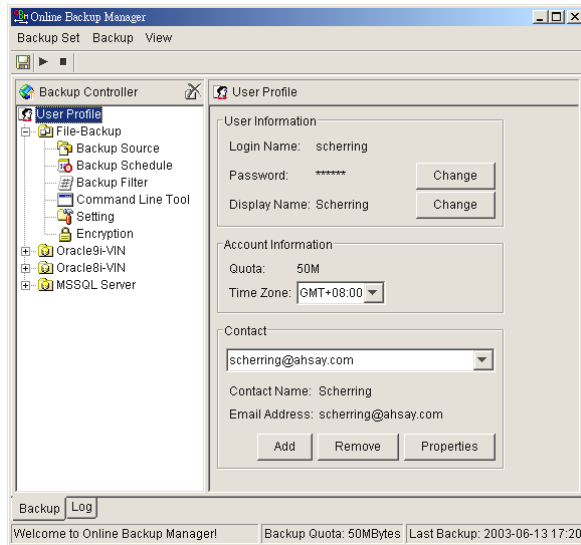 Online Backup Manager
Backup Set Backup View
Backup Controller
User Profile
File-Backup
Backup Source
Backup Schedule
Backup Filter
Command Line Tool
Setting
Encryption
Oracle9i-VIN
Oracle8i-VIN
MSSQL Server
User Profile
User Information
Login Name: scherring
Password: ****** Change
Display Name: Scherring Change
Account Information
Quota: 50M
Time Zone: GMT+08:00
Contact
scherring@ahsay.com
Contact Name: Scherring
Email Address: scherring@ahsay.com
Add Remove Properties
Backup Log
Welcome to Online Backup Manager! Backup Quota: 50MBytes Last Backup: 2003-06-13 17:20